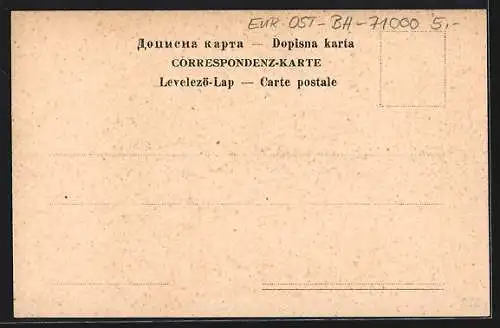 EUR-OST-BH-71000 5,-
Дописна карта — Dopisna karta
CORRESPONDENZ-KARTE
Levelező-Lap — Carte postale